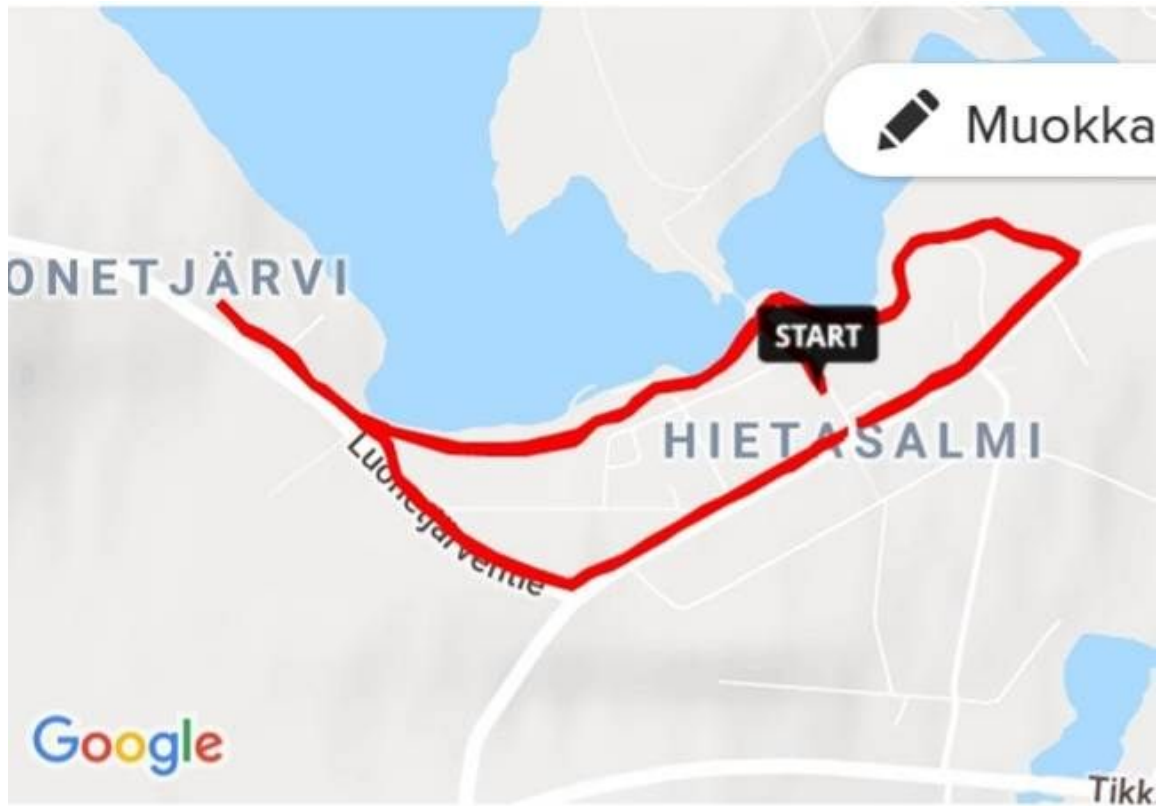 Muokka
ONETJÄRVI
START
HIETASALMI
Luonetjärventie
Google
Tikk